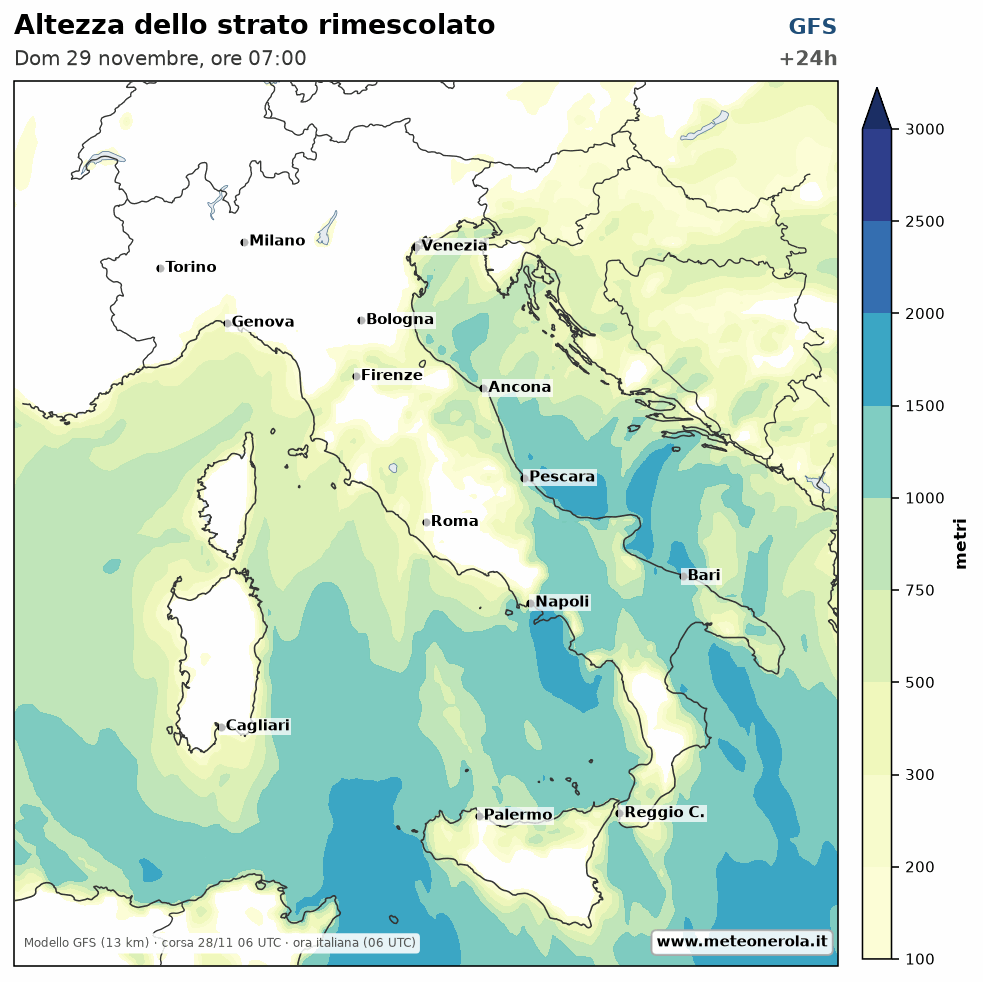 Altezza dello strato rimescolato
GFS
Dom 29 novembre, ore 07:00
+24h
Milano
Venezia
Torino
Genova
Bologna
Firenze
Ancona
Pescara
Roma
Bari
Napoli
Cagliari
Palermo
Reggio C.
3000
2500
2000
1500
1000
750
500
300
200
100
metri
Modello GFS (13 km) · corsa 28/11 06 UTC · ora italiana (06 UTC)
www.meteonerola.it